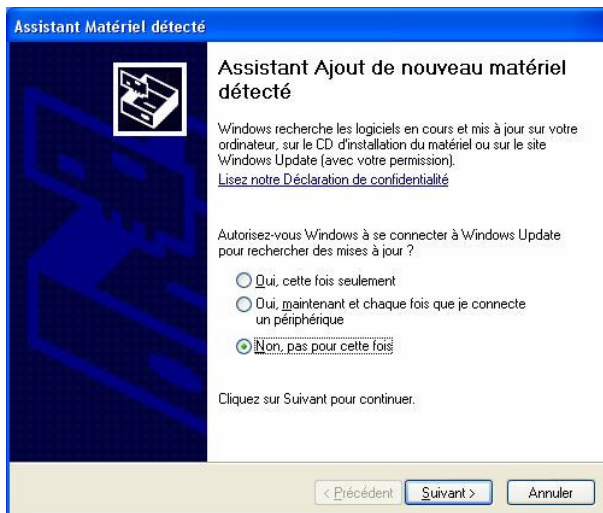 Assistant Matériel détecté
Assistant Ajout de nouveau matériel
détecté
Windows recherche les logiciels en cours et mis à jour sur votre
ordinateur, sur le CD d'installation du matériel ou sur le site
Windows Update (avec votre permission).
Lisez notre Déclaration de confidentialité
Autorisez-vous Windows à se connecter à Windows Update
pour rechercher des mises à jour ?
Oui, cette fois seulement
Oui, maintenant et chaque fois que je connecte
un périphérique
Non, pas pour cette fois
Cliquez sur Suivant pour continuer.
< Précédent Suivant > Annuler